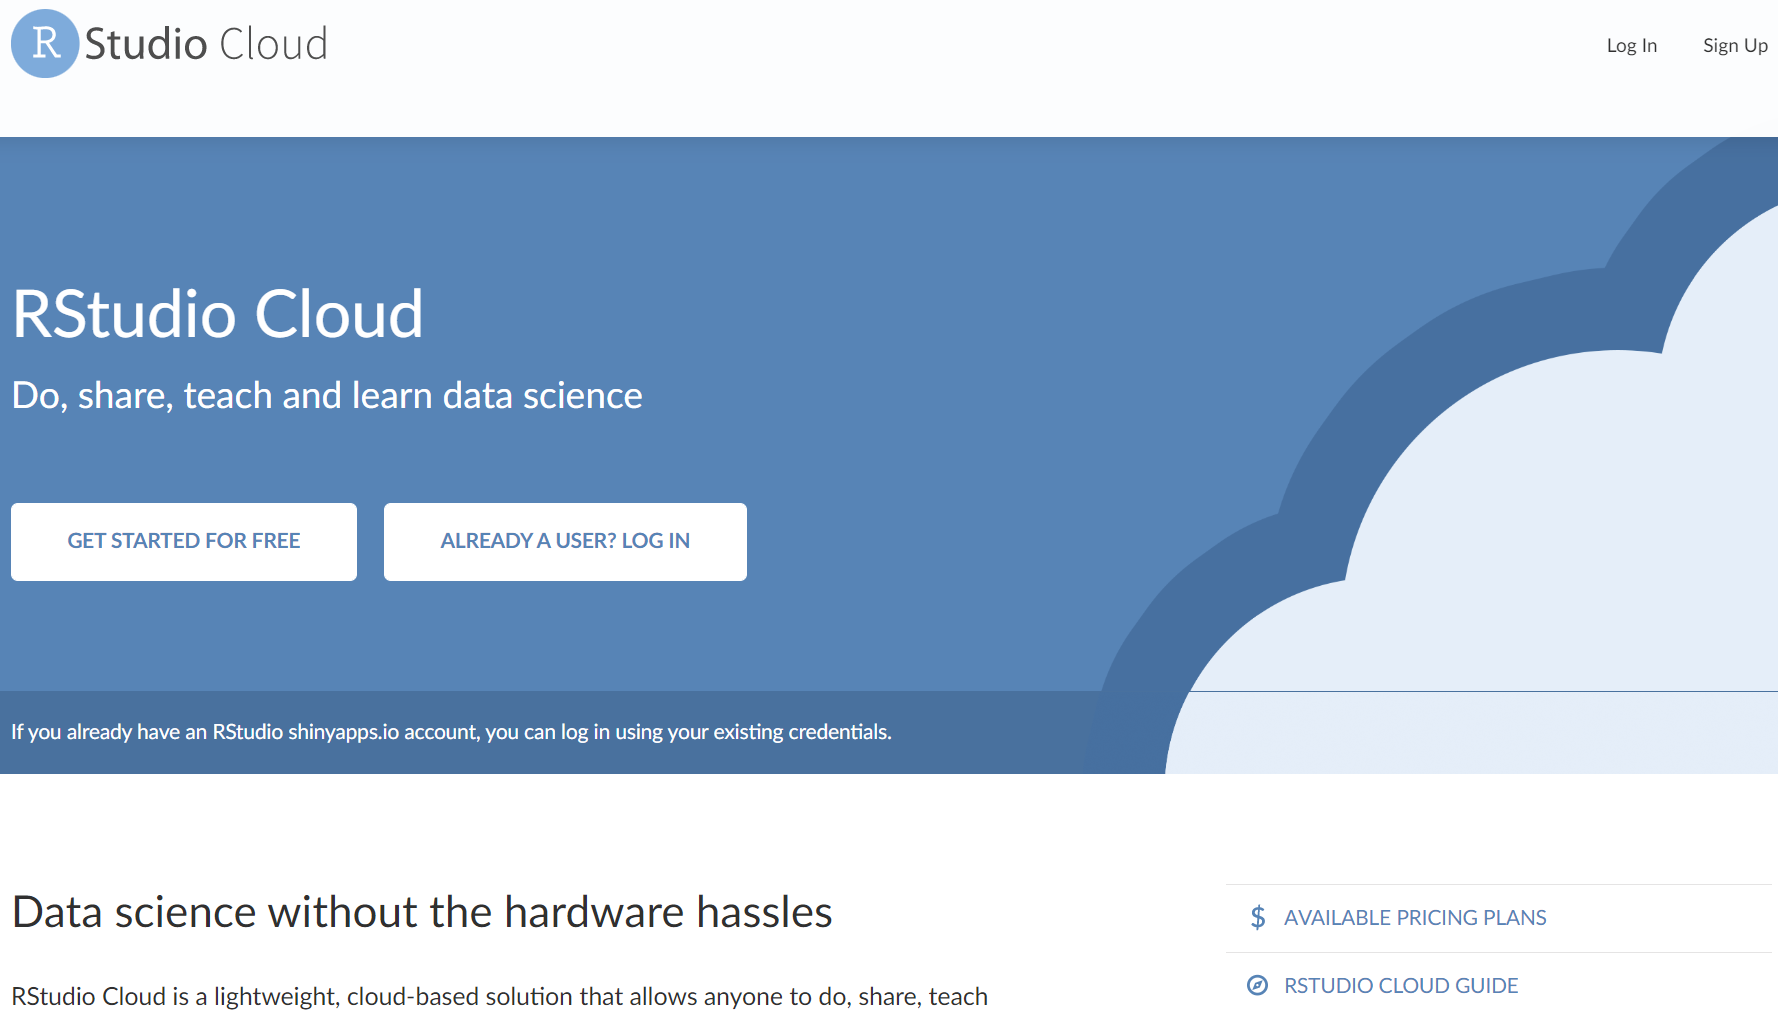 R Studio Cloud
Log In
Sign Up
RStudio Cloud
Do, share, teach and learn data science
GET STARTED FOR FREE
ALREADY A USER? LOG IN
If you already have an RStudio shinyapps.io account, you can log in using your existing credentials.
Data science without the hardware hassles
RStudio Cloud is a lightweight, cloud-based solution that allows anyone to do, share, teach
$ AVAILABLE PRICING PLANS
RSTUDIO CLOUD GUIDE